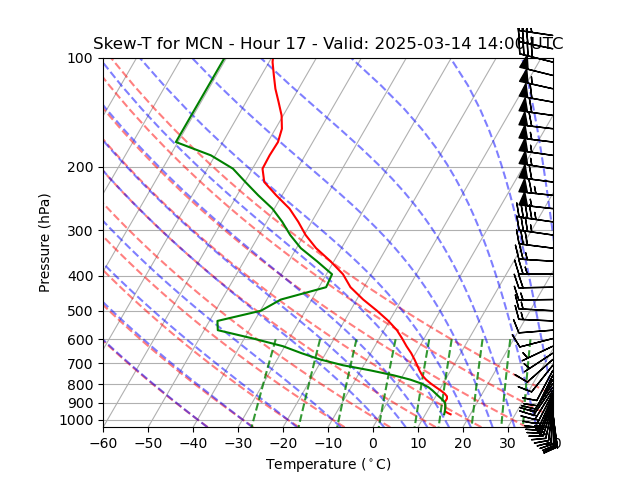 Skew-T for MCN - Hour 17 - Valid: 2025-03-14 14:00 UTC
100
200
300
400
500
600
700
800
900
1000
Pressure (hPa)
−60 −50 −40 −30 −20 −10 0 10 20 30
Temperature (°C)